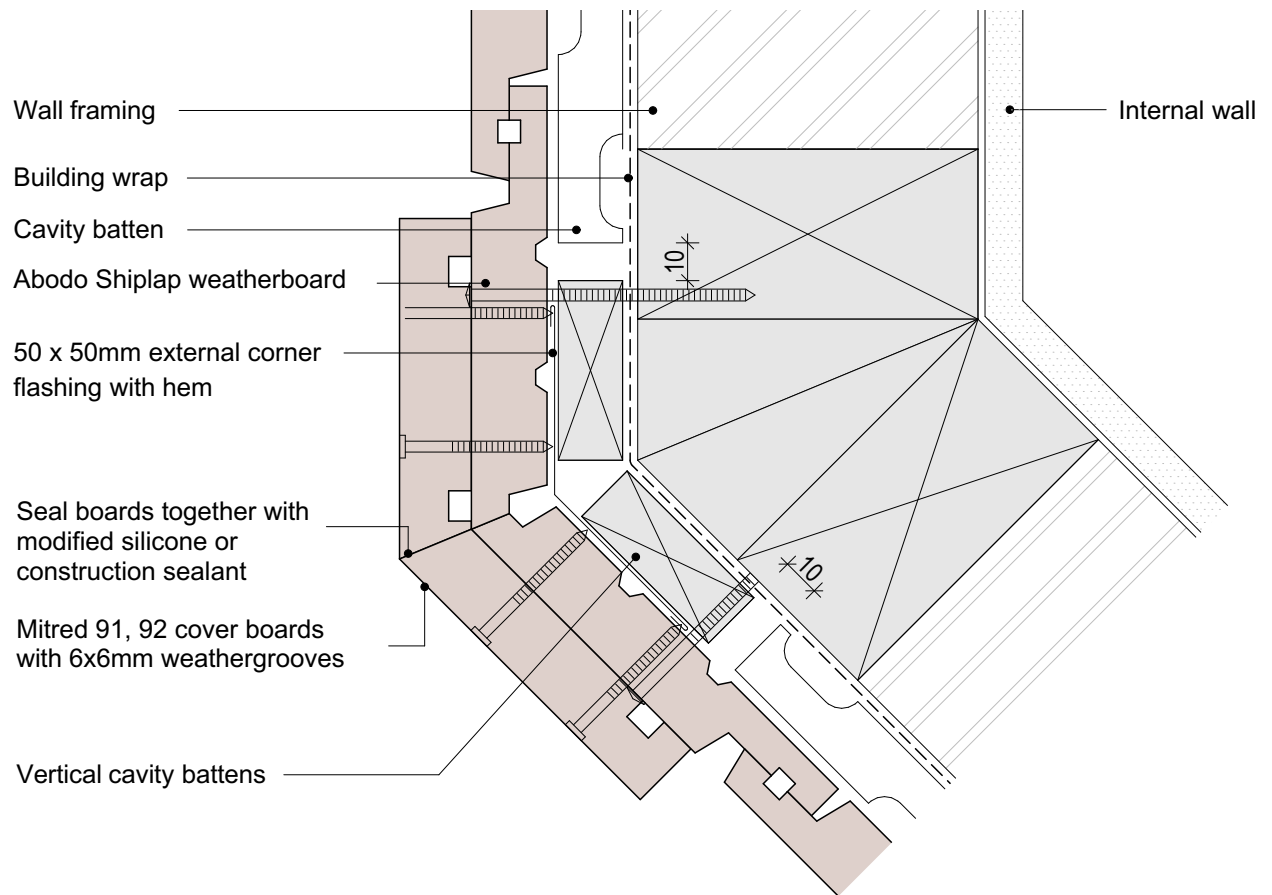 Wall framing
Internal wall
Building wrap
Cavity batten
Abodo Shiplap weatherboard
10
50 x 50mm external corner
flashing with hem
Seal boards together with
modified silicone or
construction sealant
10
Mitred 91, 92 cover boards
with 6x6mm weathergrooves
Vertical cavity battens